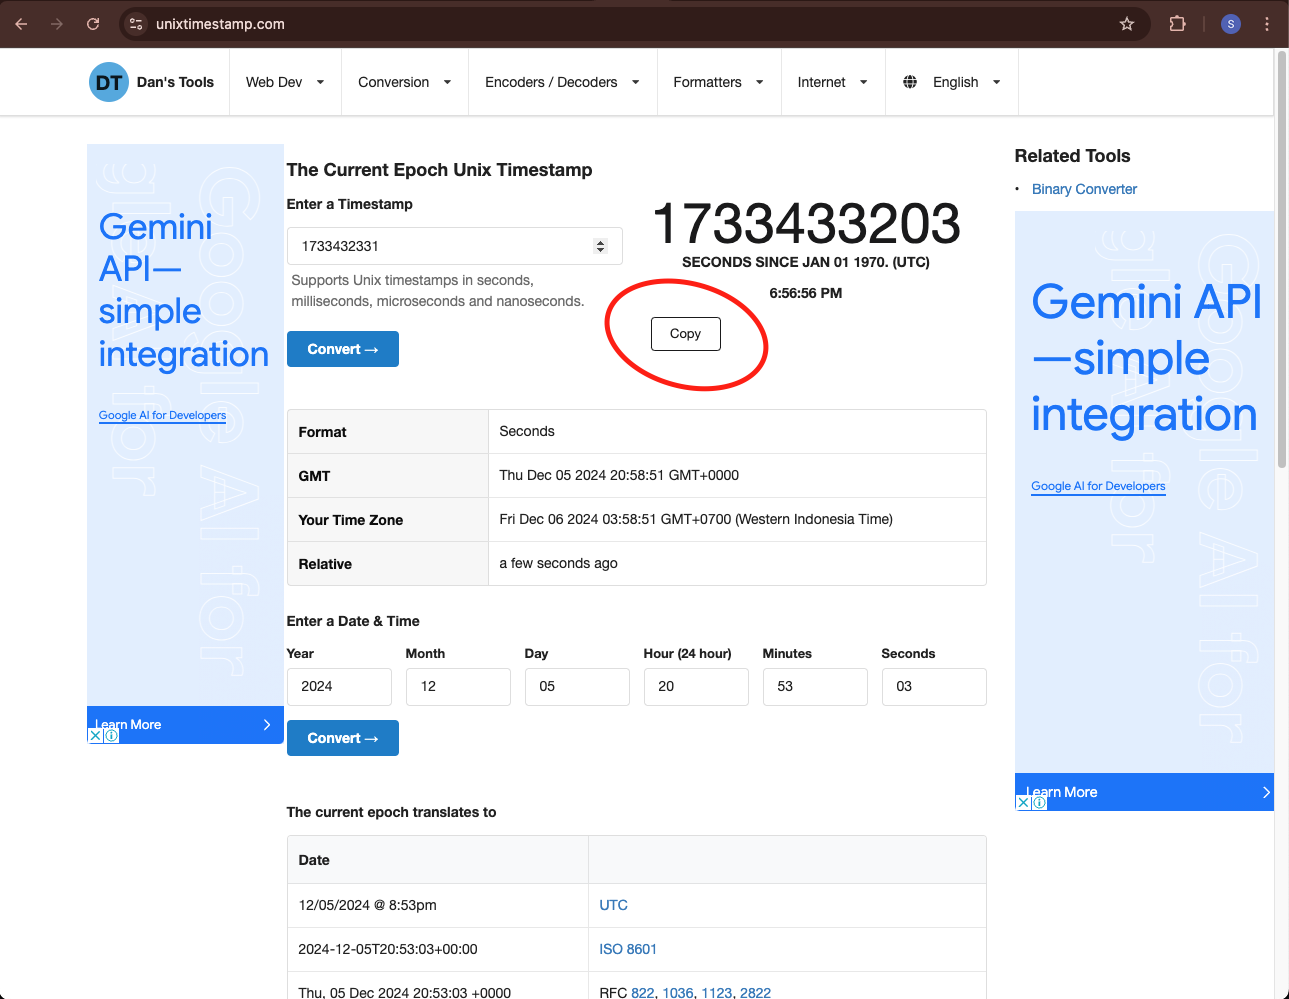 unixtimestamp.com
S
DT Dan's Tools
Web Dev
Conversion
Encoders / Decoders
Formatters
Internet
English
Gemini
API—
simple
integration
Google AI for Developers
Google AI for
Learn More
The Current Epoch Unix Timestamp
Enter a Timestamp
1733432331
Supports Unix timestamps in seconds,
milliseconds, microseconds and nanoseconds.
Convert →
1733433203
SECONDS SINCE JAN 01 1970. (UTC)
6:56:56 PM
Copy
Format Seconds
GMT Thu Dec 05 2024 20:58:51 GMT+0000
Your Time Zone Fri Dec 06 2024 03:58:51 GMT+0700 (Western Indonesia Time)
Relative a few seconds ago
Enter a Date & Time
Year Month Day Hour (24 hour) Minutes Seconds
2024 12 05 20 53 03
Convert →
The current epoch translates to
Date
12/05/2024 @ 8:53pm UTC
2024-12-05T20:53:03+00:00 ISO 8601
Thu, 05 Dec 2024 20:53:03 +0000 RFC 822, 1036, 1123, 2822
Related Tools
• Binary Converter
Gemini API
—simple
integration
Google AI for Developers
Google AI for
Learn More